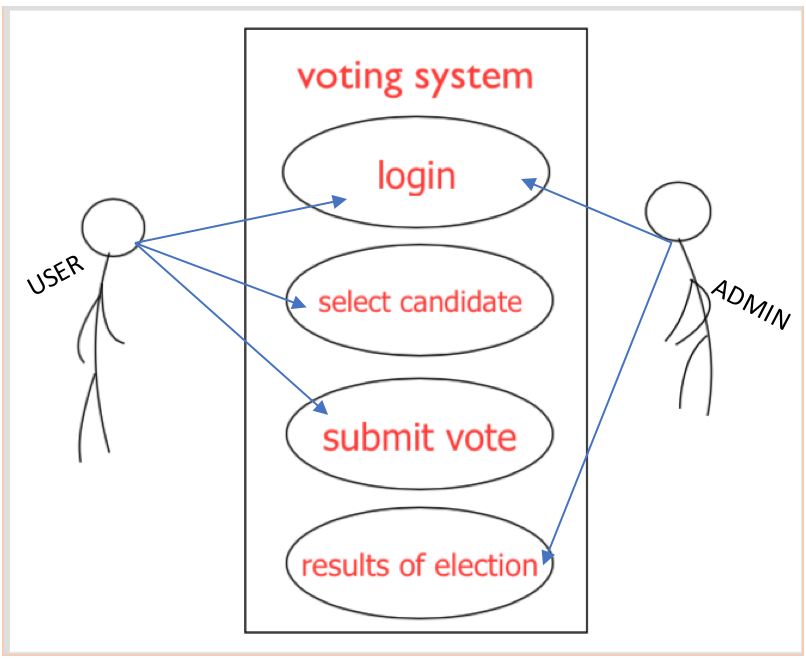 voting system
login
USER
select candidate
ADMIN
submit vote
results of election